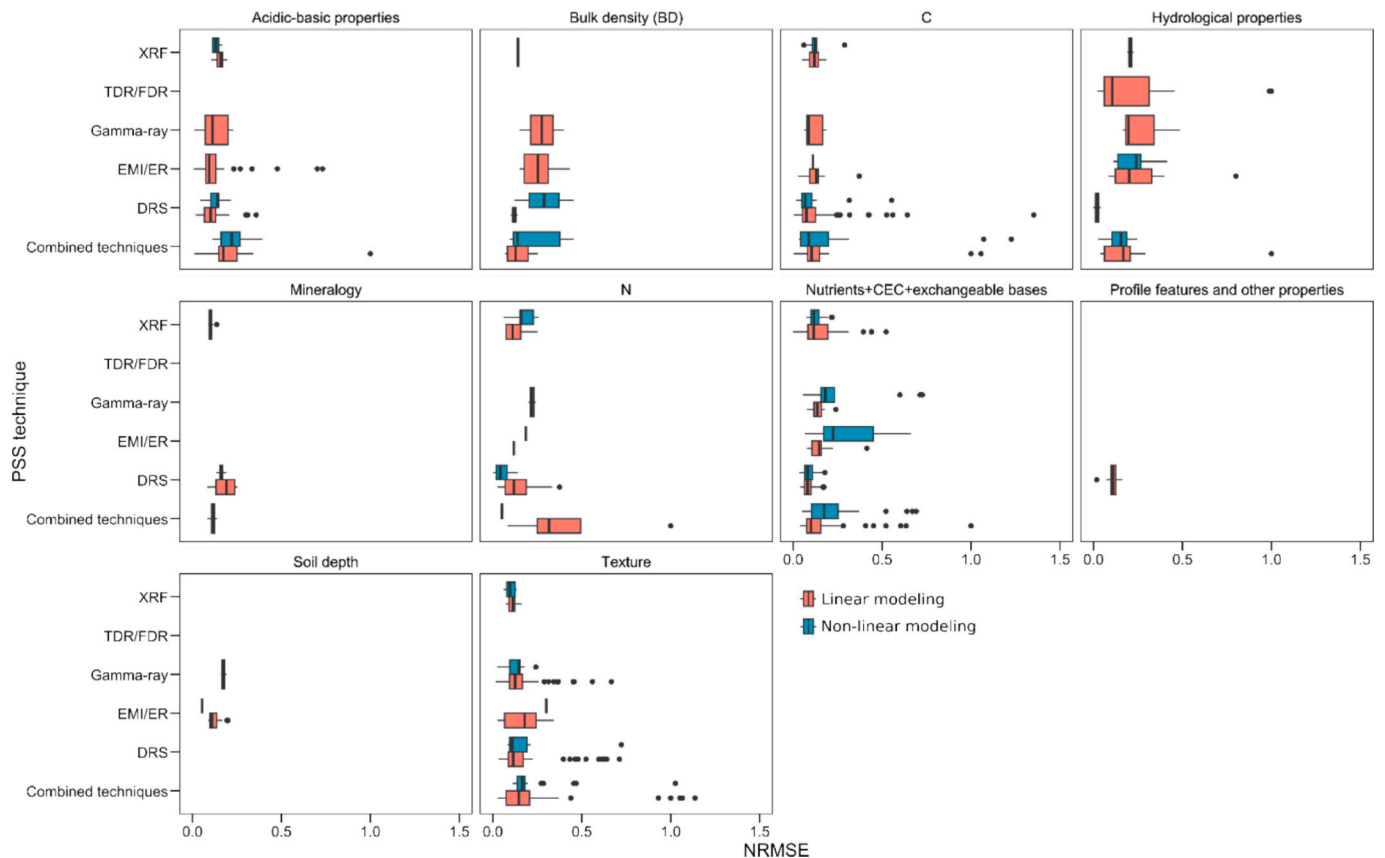 Acidic-basic properties
Bulk density (BD)
C
Hydrological properties
XRF
TDR/FDR
Gamma-ray
EMI/ER
DRS
Combined techniques
Mineralogy
N
Nutrients+CEC+exchangeable bases
Profile features and other properties
PSS technique
XRF
TDR/FDR
Gamma-ray
EMI/ER
DRS
Combined techniques
0.0 0.5 1.0 1.5
0.0 0.5 1.0 1.5
Soil depth
Texture
XRF
TDR/FDR
Gamma-ray
EMI/ER
DRS
Combined techniques
Linear modeling
Non-linear modeling
0.0 0.5 1.0 1.5
0.0 0.5 1.0 1.5
NRMSE